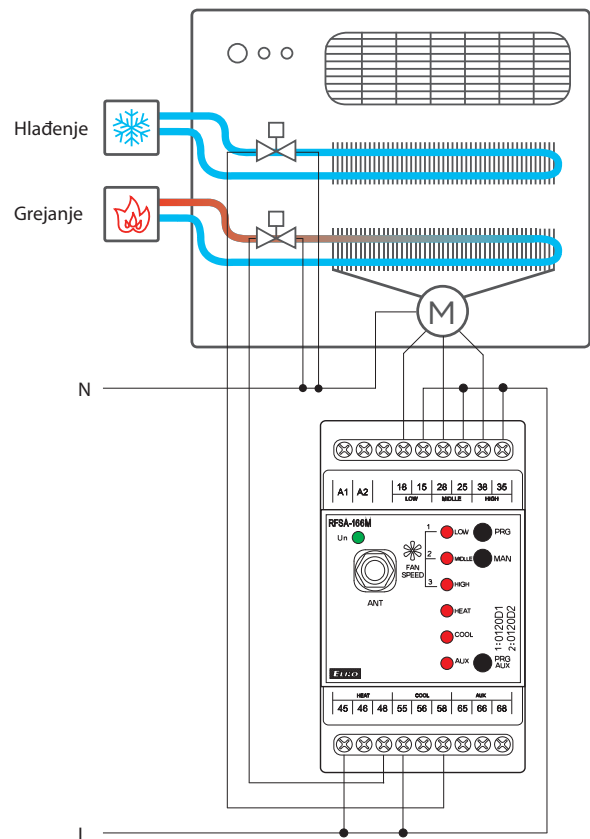 Hlađenje
Grejanje
M
N
A1 A2 16 15 26 25 36 35
LOW MIDLLE HIGH
RFSA-166M
Un
ANT
FAN SPEED
1 LOW PRG
2 MIDLLE MAN
3 HIGH
HEAT
COOL
AUX PRG AUX
1:0120D1
2:0120D2
ELKO
HEAT COOL AUX
45 46 48 55 56 58 65 66 68
L